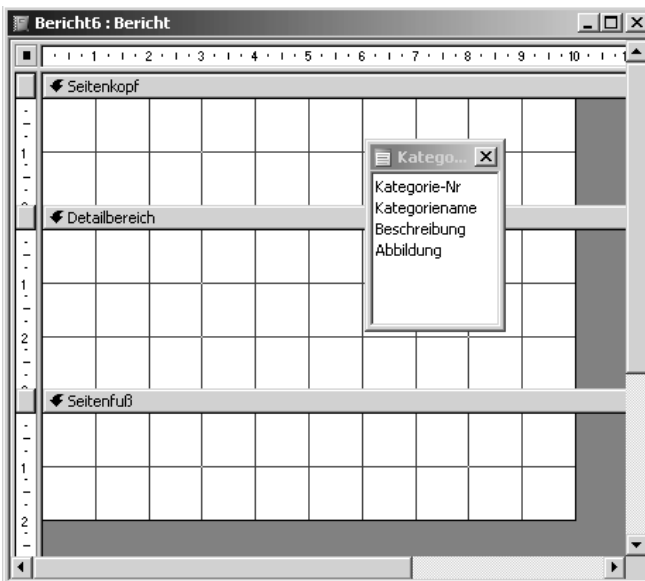 Bericht6 : Bericht
1 2 3 4 5 6 7 8 9 10
Seitenkopf
1
Katego...
Kategorie-Nr
Kategoriename
Beschreibung
Abbildung
Detailbereich
1
2
Seitenfuß
1
2